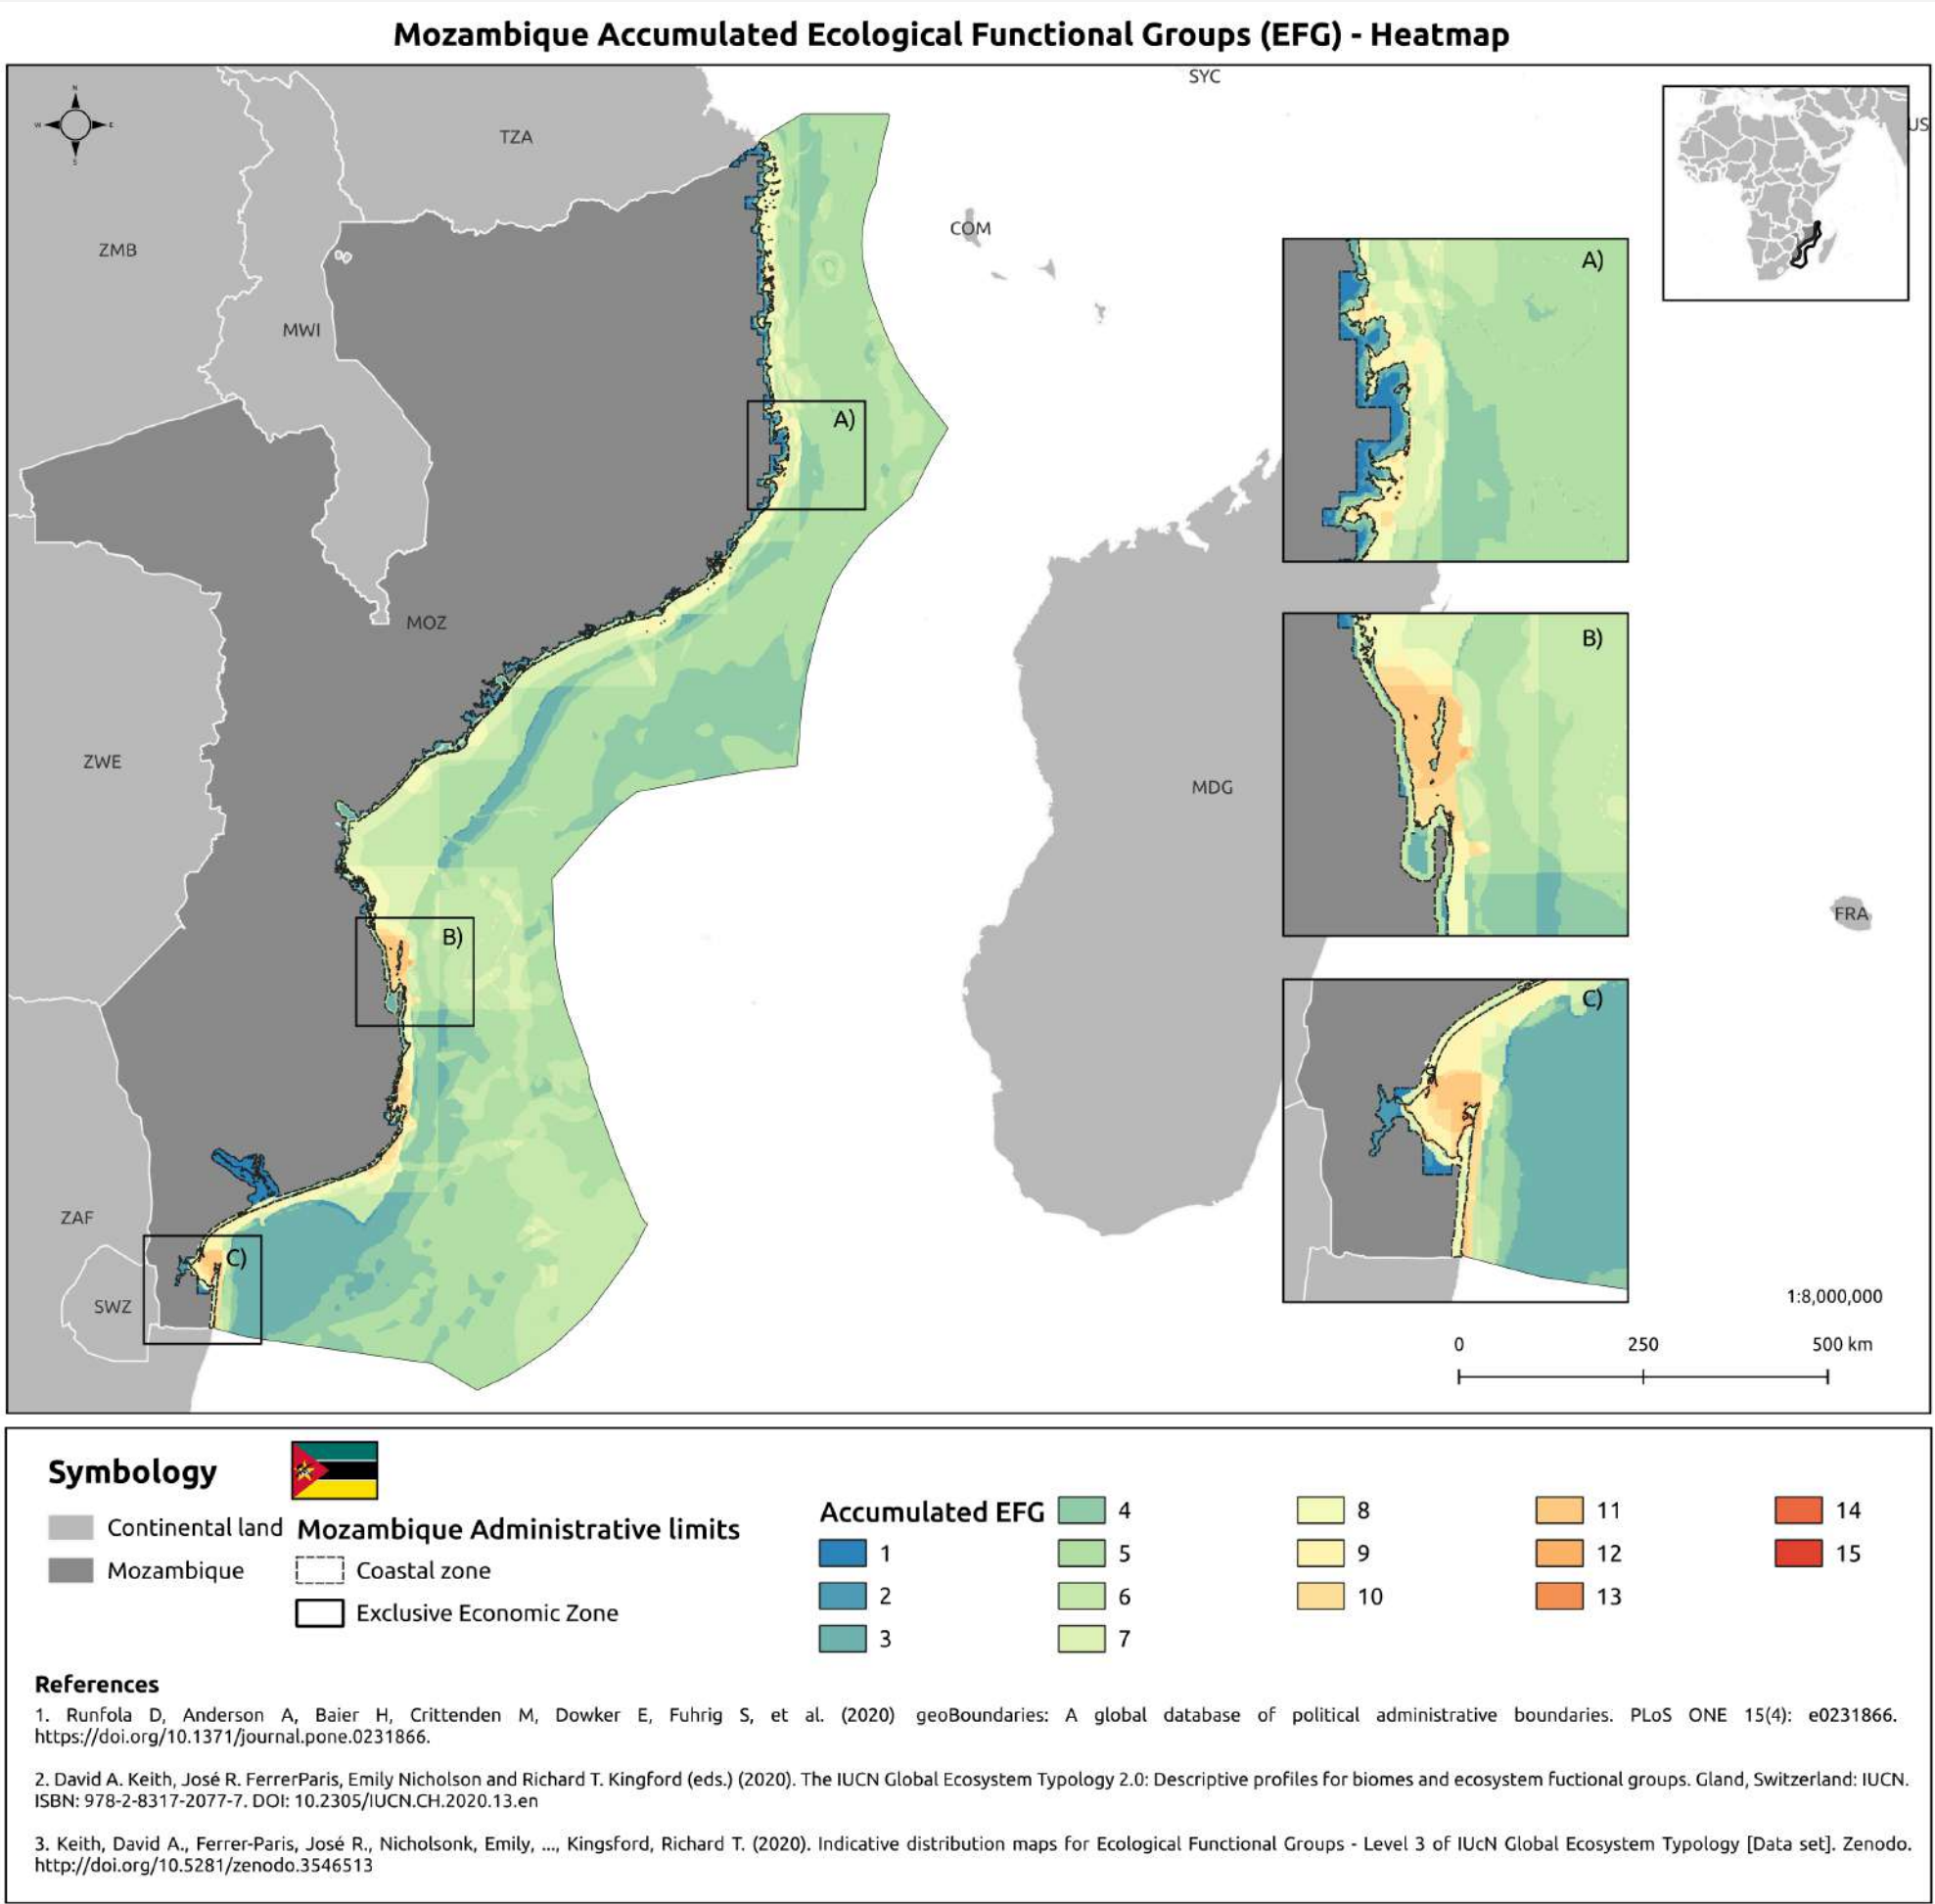 Mozambique Accumulated Ecological Functional Groups (EFG) - Heatmap
SYC
N
W
E
S
TZA
US
COM
ZMB
A)
MWI
A)
MOZ
B)
ZWE
MDG
FRA
B)
C)
ZAF
C)
SWZ
1:8,000,000
0 250 500 km
Symbology
Continental land
Mozambique
Mozambique Administrative limits
Coastal zone
Exclusive Economic Zone
Accumulated EFG
1
2
3
4
5
6
7
8
9
10
11
12
13
14
15
References
1. Runfola D, Anderson A, Baier H, Crittenden M, Dowker E, Fuhrig S, et al. (2020) geoBoundaries: A global database of political administrative boundaries. PLoS ONE 15(4): e0231866.
https://doi.org/10.1371/journal.pone.0231866.
2. David A. Keith, José R. FerrerParis, Emily Nicholson and Richard T. Kingford (eds.) (2020). The IUCN Global Ecosystem Typology 2.0: Descriptive profiles for biomes and ecosystem fuctional groups. Gland, Switzerland: IUCN.
ISBN: 978-2-8317-2077-7. DOI: 10.2305/IUCN.CH.2020.13.en
3. Keith, David A., Ferrer-Paris, José R., Nicholsonk, Emily, ..., Kingsford, Richard T. (2020). Indicative distribution maps for Ecological Functional Groups - Level 3 of IUcN Global Ecosystem Typology [Data set]. Zenodo.
http://doi.org/10.5281/zenodo.3546513